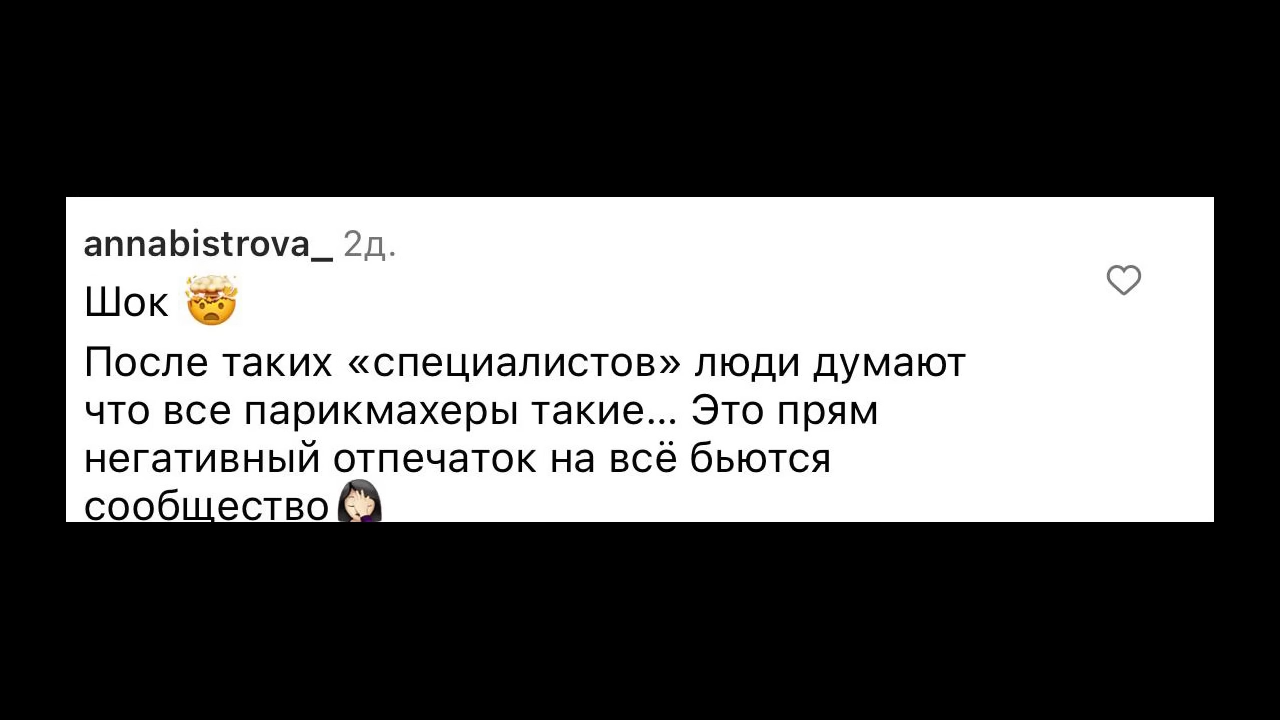 annabistrova_ 2д.
Шок 🤯
После таких «специалистов» люди думают
что все парикмахеры такие... Это прям
негативный отпечаток на всё бьются
сообщество🤦🏻‍♀️